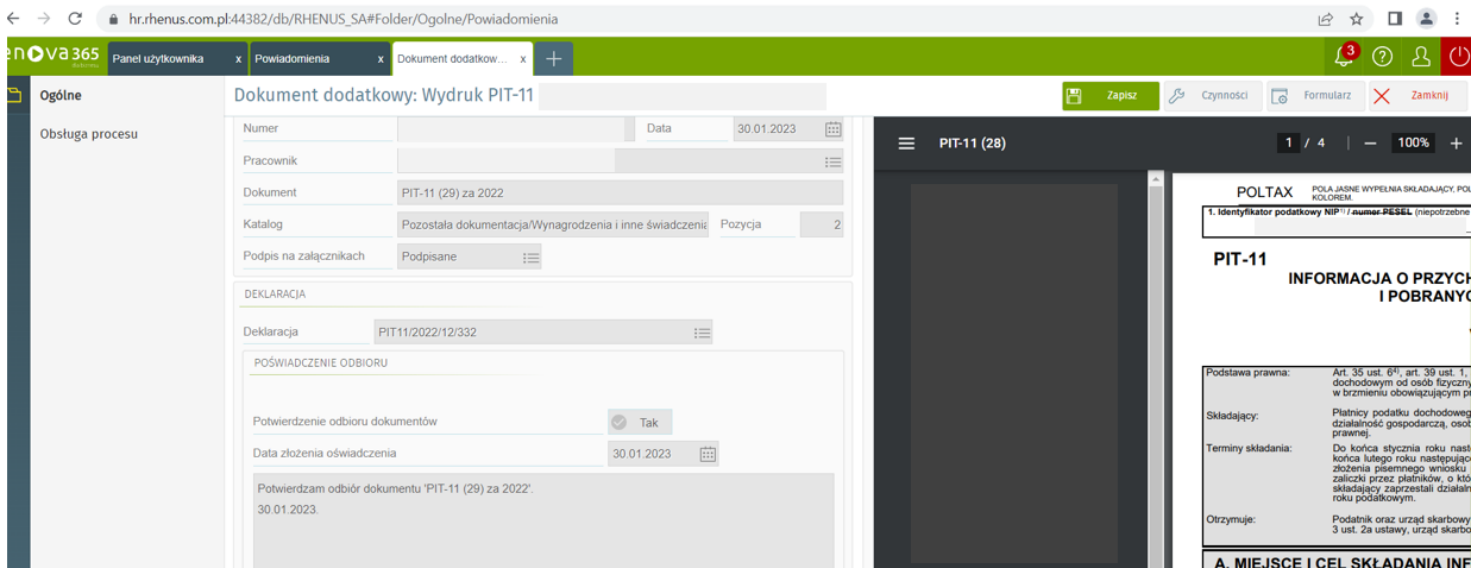 hr.rhenus.com.pl:44382/db/RHENUS_SA#Folder/Ogolne/Powiadomienia
enova365 Panel użytkownika x Powiadomienia x Dokument dodatkow... x 3
Ogólne
Obsługa procesu
Dokument dodatkowy: Wydruk PIT-11
Zapisz Czynności Formularz Zamknij
Numer Data 30.01.2023
Pracownik
Dokument PIT-11 (29) za 2022
Katalog Pozostała dokumentacja/Wynagrodzenia i inne świadczenia Pozycja 2
Podpis na załącznikach Podpisane
DEKLARACJA
Deklaracja PIT11/2022/12/332
POŚWIADCZENIE ODBIORU
Potwierdzenie odbioru dokumentów Tak
Data złożenia oświadczenia 30.01.2023
Potwierdzam odbiór dokumentu 'PIT-11 (29) za 2022'.
30.01.2023.
PIT-11 (28) 1 / 4 100%
POLTAX POLA JASNE WYPEŁNIA SKŁADAJĄCY, POL
KOLOREM.
1. Identyfikator podatkowy NIP¹⁾ / numer PESEL (niepotrzebne
PIT-11
INFORMACJA O PRZYCH
I POBRANYC
Podstawa prawna: Art. 35 ust. 6⁴⁾, art. 39 ust. 1,
dochodowym od osób fizyczny
w brzmieniu obowiązującym pr
Składający: Płatnicy podatku dochodoweg
działalność gospodarczą, osob
prawnej.
Terminy składania: Do końca stycznia roku nast
końca lutego roku następując
złożenia pisemnego wniosku
zaliczki przez płatników, o któ
składający zaprzestali działaln
roku podatkowym.
Otrzymuje: Podatnik oraz urząd skarbowy
3 ust. 2a ustawy, urząd skarbo
A. MIEJSCE I CEL SKŁADANIA INF